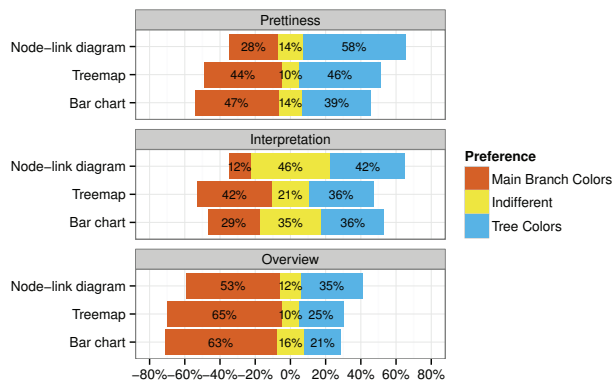 Prettiness
Node–link diagram 28% 14% 58%
Treemap 44% 10% 46%
Bar chart 47% 14% 39%
Interpretation
Node–link diagram 12% 46% 42%
Treemap 42% 21% 36%
Bar chart 29% 35% 36%
Preference
Main Branch Colors
Indifferent
Tree Colors
Overview
Node–link diagram 53% 12% 35%
Treemap 65% 10% 25%
Bar chart 63% 16% 21%
−80% −60% −40% −20% 0% 20% 40% 60% 80%